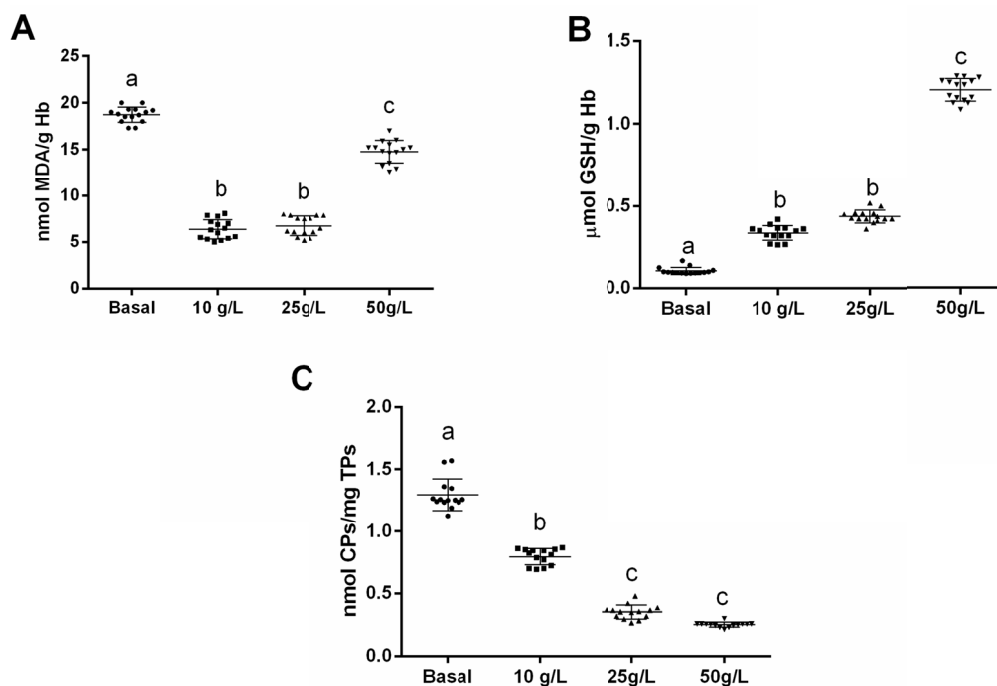 A
25
20
15
10
5
0
nmol MDA/g Hb
a
b
b
c
Basal
10 g/L
25g/L
50g/L
B
1.5
1.0
0.5
0.0
μmol GSH/g Hb
a
b
b
c
Basal
10 g/L
25g/L
50g/L
C
2.0
1.5
1.0
0.5
0.0
nmol CPs/mg TPs
a
b
c
c
Basal
10 g/L
25g/L
50g/L